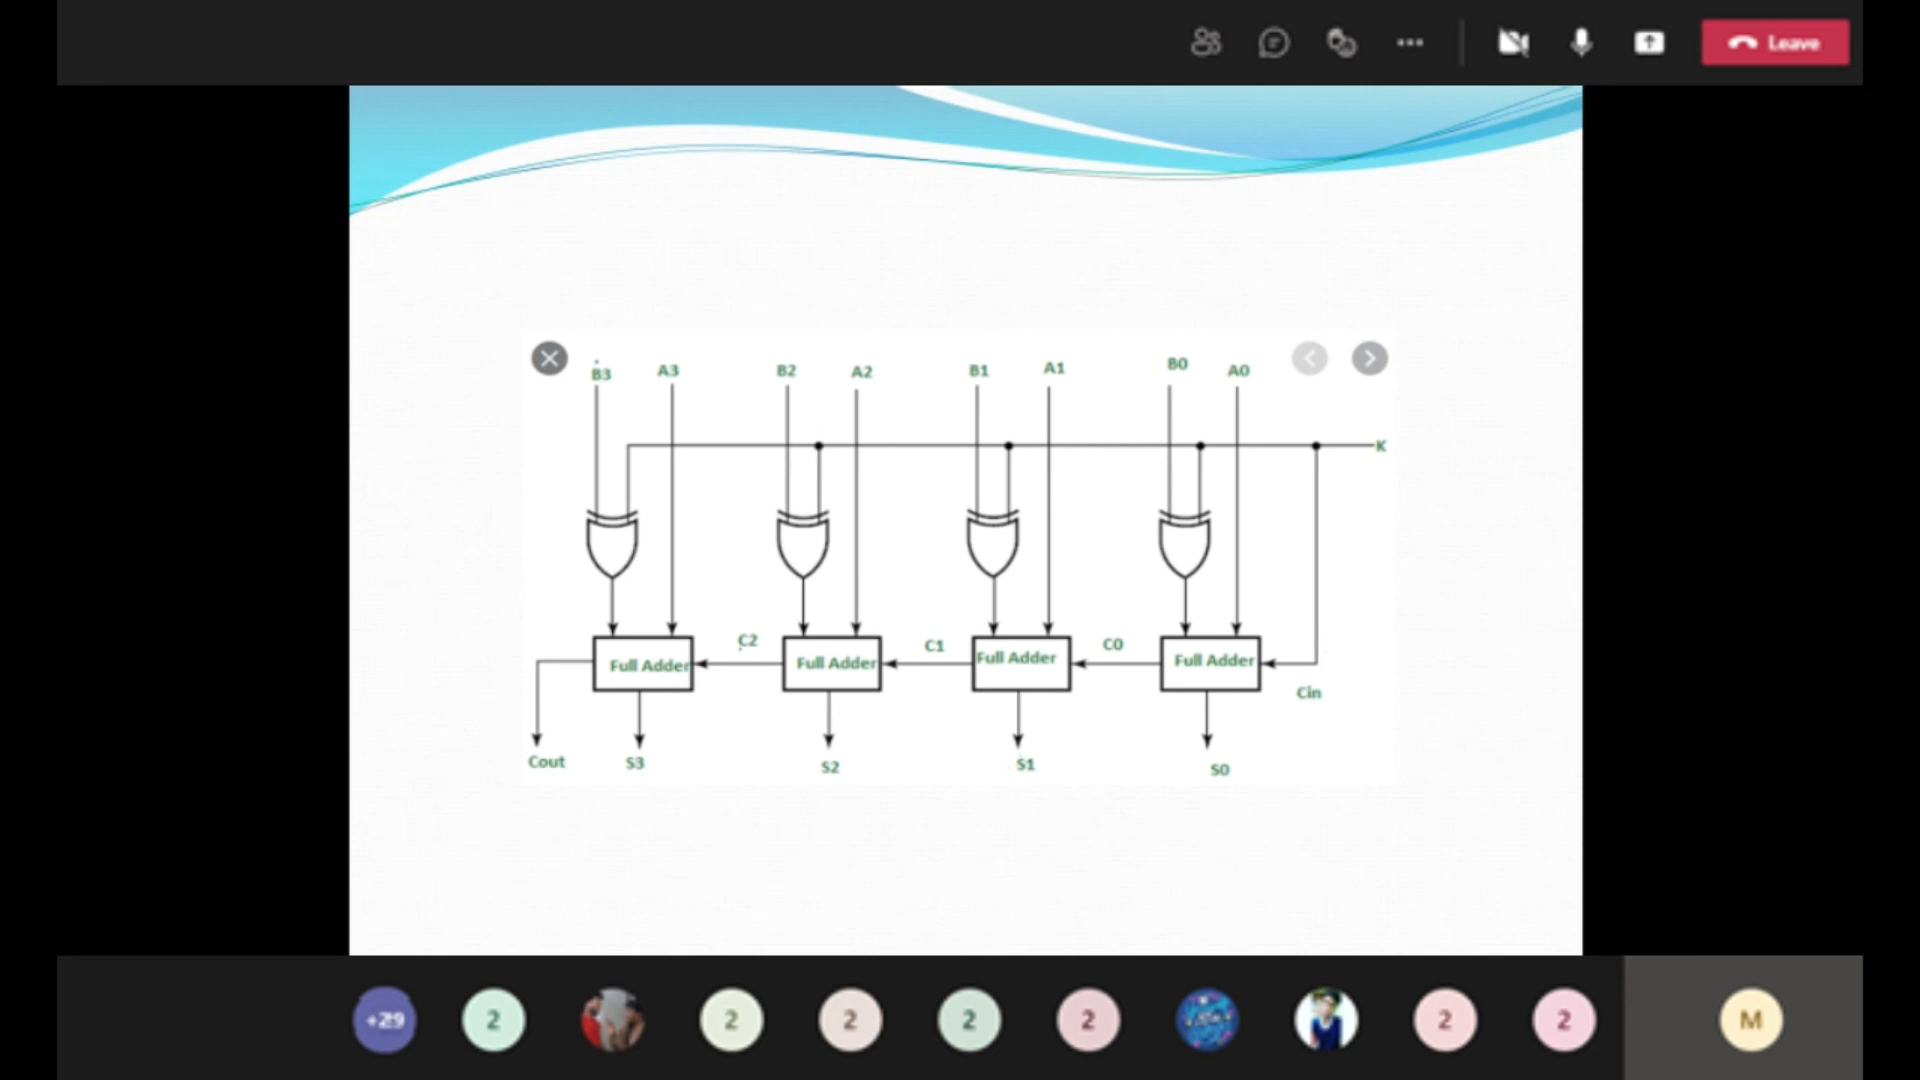 Leave
B3 A3 B2 A2 B1 A1 B0 A0
K
C2 C1 C0
Full Adder Full Adder Full Adder Full Adder
Cin
Cout S3 S2 S1 S0
2 2 2 2 2 2 2 M